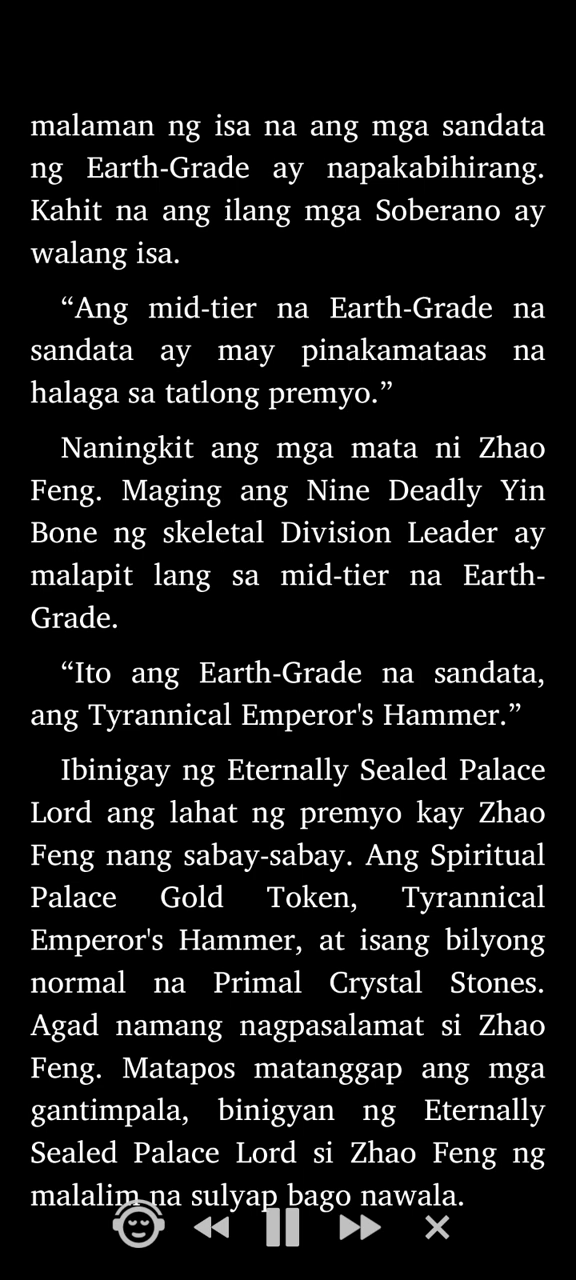 malaman ng isa na ang mga sandata
ng Earth-Grade ay napakabihirang.
Kahit na ang ilang mga Soberano ay
walang isa.
“Ang mid-tier na Earth-Grade na
sandata ay may pinakamataas na
halaga sa tatlong premyo.”
Naningkit ang mga mata ni Zhao
Feng. Maging ang Nine Deadly Yin
Bone ng skeletal Division Leader ay
malapit lang sa mid-tier na Earth-
Grade.
“Ito ang Earth-Grade na sandata,
ang Tyrannical Emperor's Hammer.”
Ibinigay ng Eternally Sealed Palace
Lord ang lahat ng premyo kay Zhao
Feng nang sabay-sabay. Ang Spiritual
Palace Gold Token, Tyrannical
Emperor's Hammer, at isang bilyong
normal na Primal Crystal Stones.
Agad namang nagpasalamat si Zhao
Feng. Matapos matanggap ang mga
gantimpala, binigyan ng Eternally
Sealed Palace Lord si Zhao Feng ng
malalim na sulyap bago nawala.